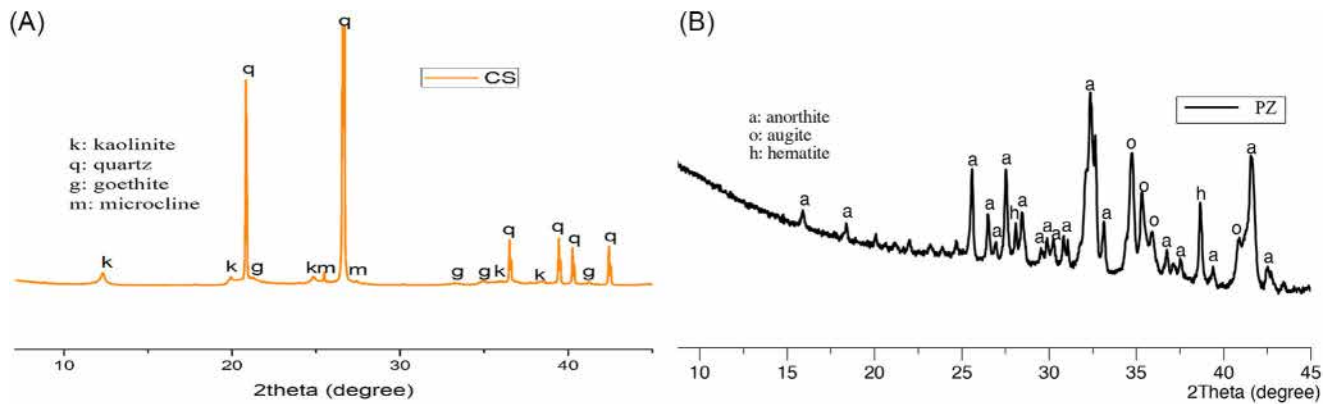 (A)
q
q
CS
k: kaolinite
q: quartz
g: goethite
m: microcline
k
k
g
k
m
m
g
g
k
q
k
q
q
g
q
10
20
30
40
2theta (degree)
(B)
a
PZ
a: anorthite
o: augite
h: hematite
a
a
a
a
a
a
h
a
a
a
a
a
a
o
o
o
a
a
h
a
o
a
a
10
15
20
25
30
35
40
45
2Theta (degree)